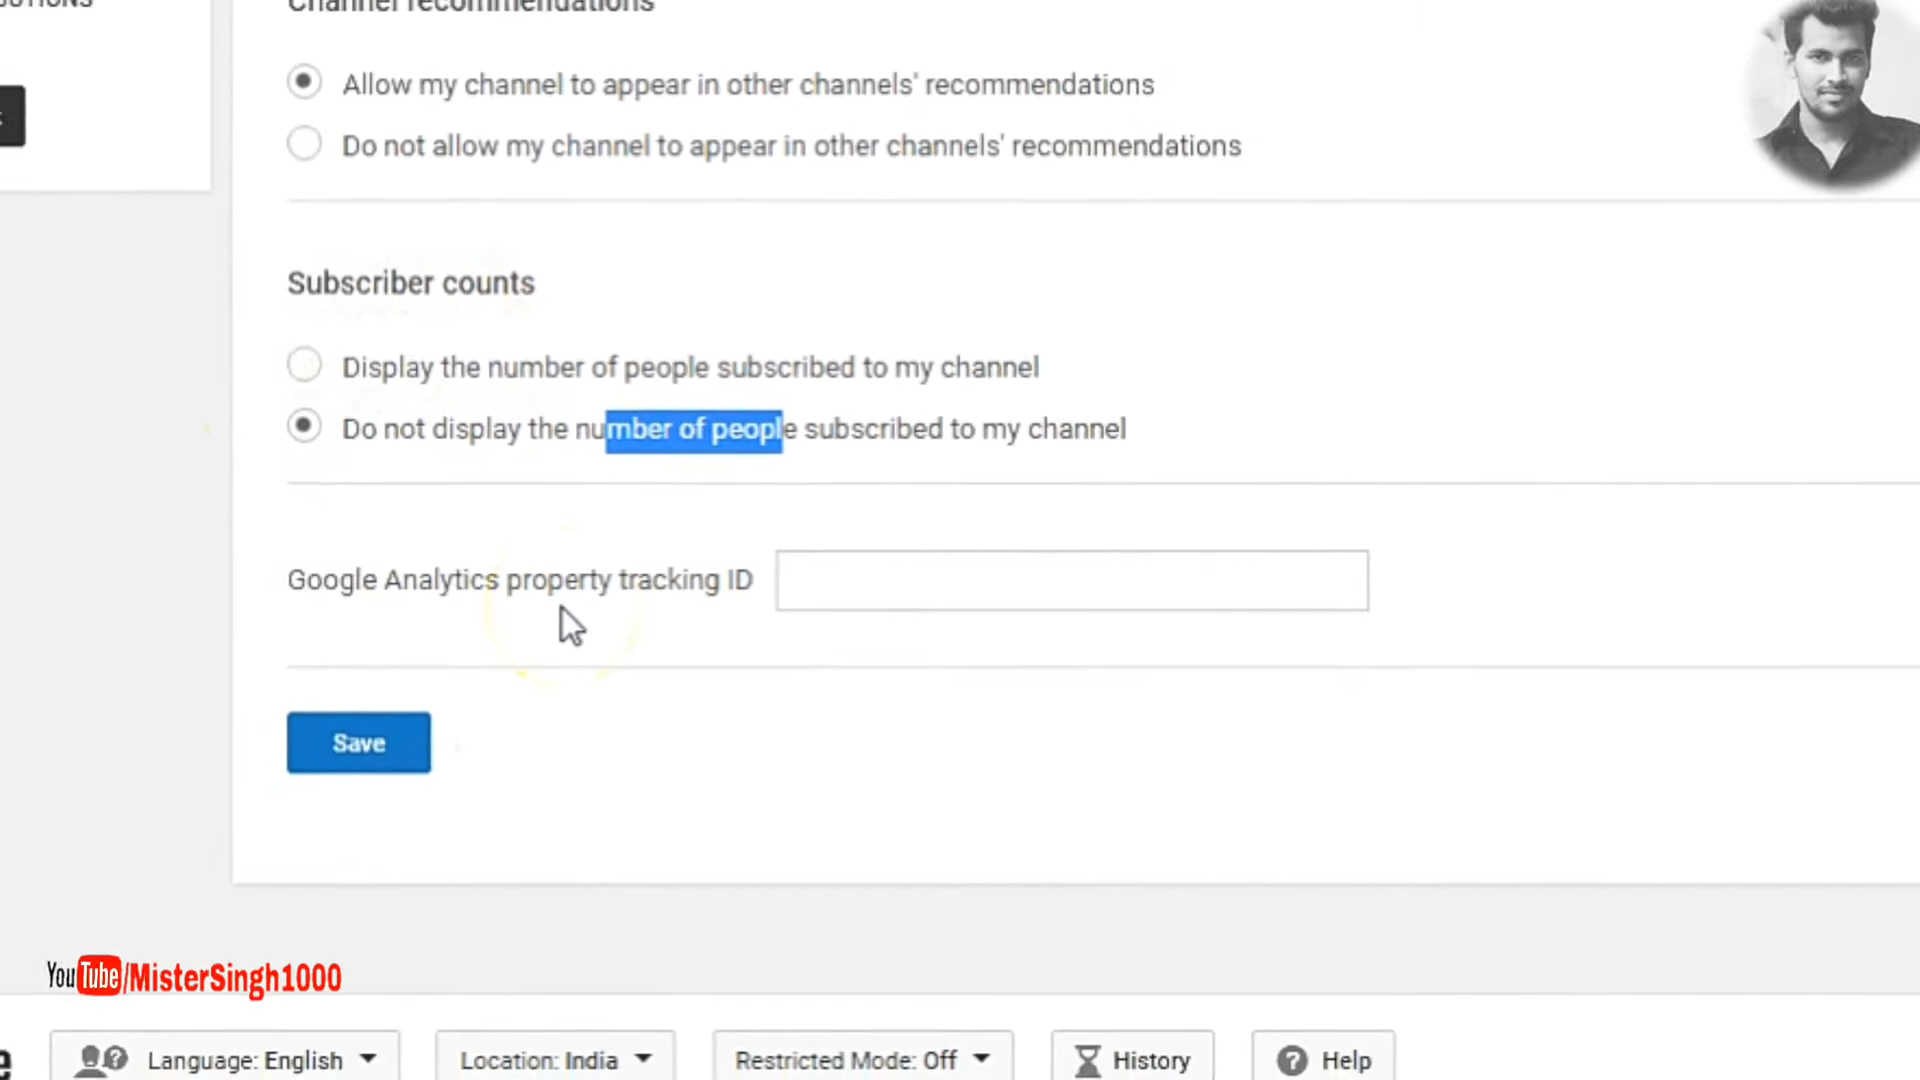 Channel recommendations
Allow my channel to appear in other channels' recommendations
Do not allow my channel to appear in other channels' recommendations
Subscriber counts
Display the number of people subscribed to my channel
Do not display the number of people subscribed to my channel
Google Analytics property tracking ID
Save
YouTube/MisterSingh1000
Language: English
Location: India
Restricted Mode: Off
History
Help